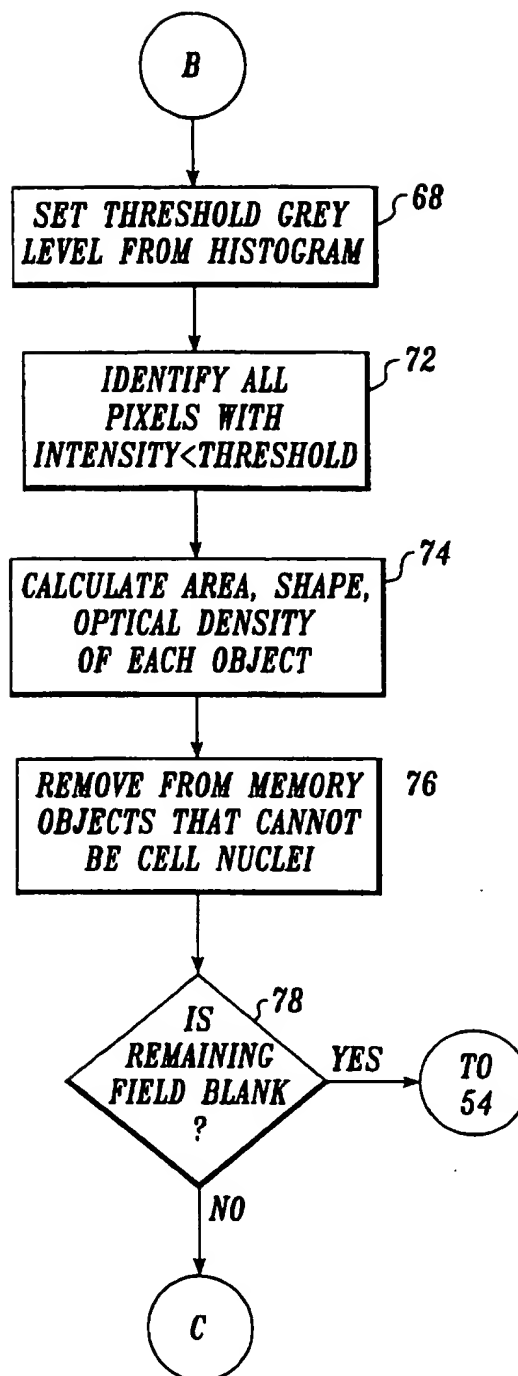 B
SET THRESHOLD GREY
LEVEL FROM HISTOGRAM
68
IDENTIFY ALL
PIXELS WITH
INTENSITY<THRESHOLD
72
CALCULATE AREA, SHAPE,
OPTICAL DENSITY
OF EACH OBJECT
74
REMOVE FROM MEMORY
OBJECTS THAT CANNOT
BE CELL NUCLEI
76
IS
REMAINING
FIELD BLANK
?
78
YES
TO
54
NO
C